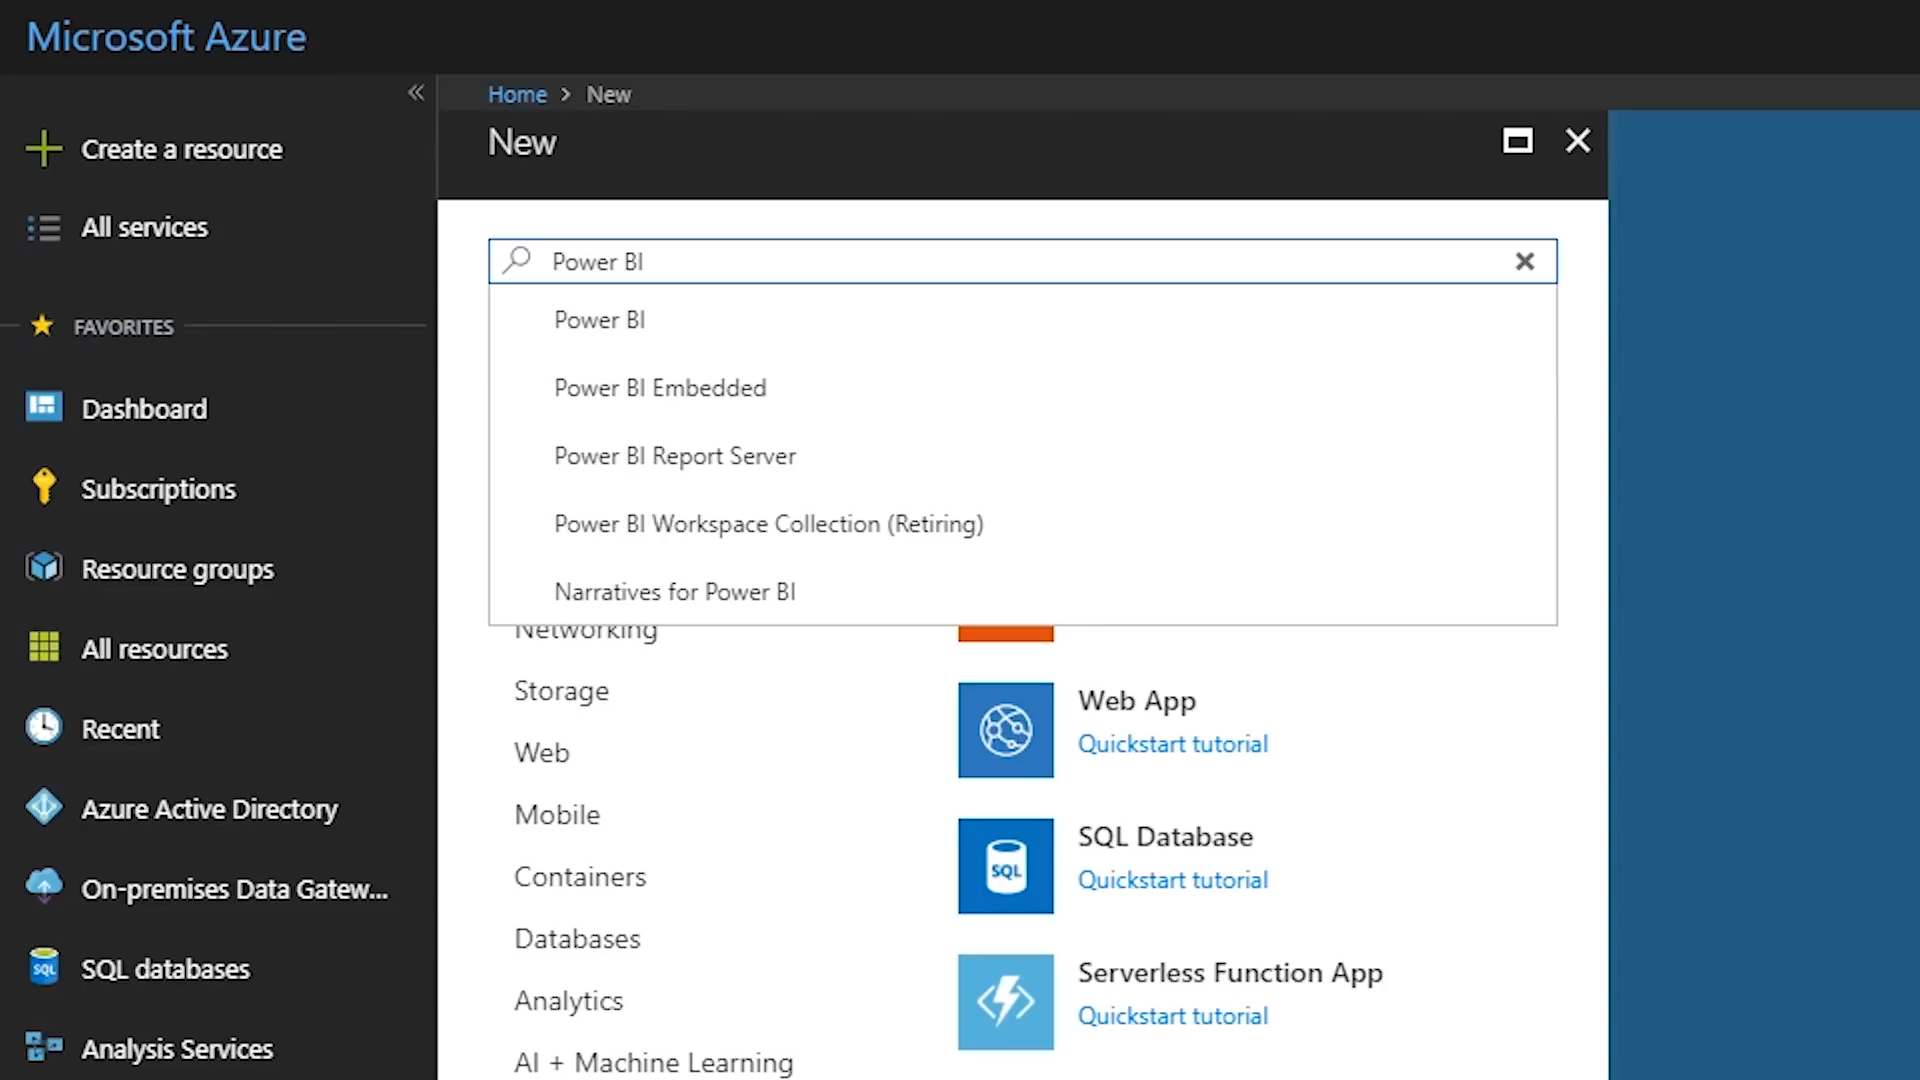 Microsoft Azure
Home > New
New
Create a resource
All services
FAVORITES
Dashboard
Subscriptions
Resource groups
All resources
Recent
Azure Active Directory
On-premises Data Gatew...
SQL
SQL databases
Analysis Services
Power BI
Power BI
Power BI Embedded
Power BI Report Server
Power BI Workspace Collection (Retiring)
Narratives for Power BI
Networking
Storage
Web
Mobile
Containers
Databases
Analytics
AI + Machine Learning
Web App
Quickstart tutorial
SQL
SQL Database
Quickstart tutorial
Serverless Function App
Quickstart tutorial